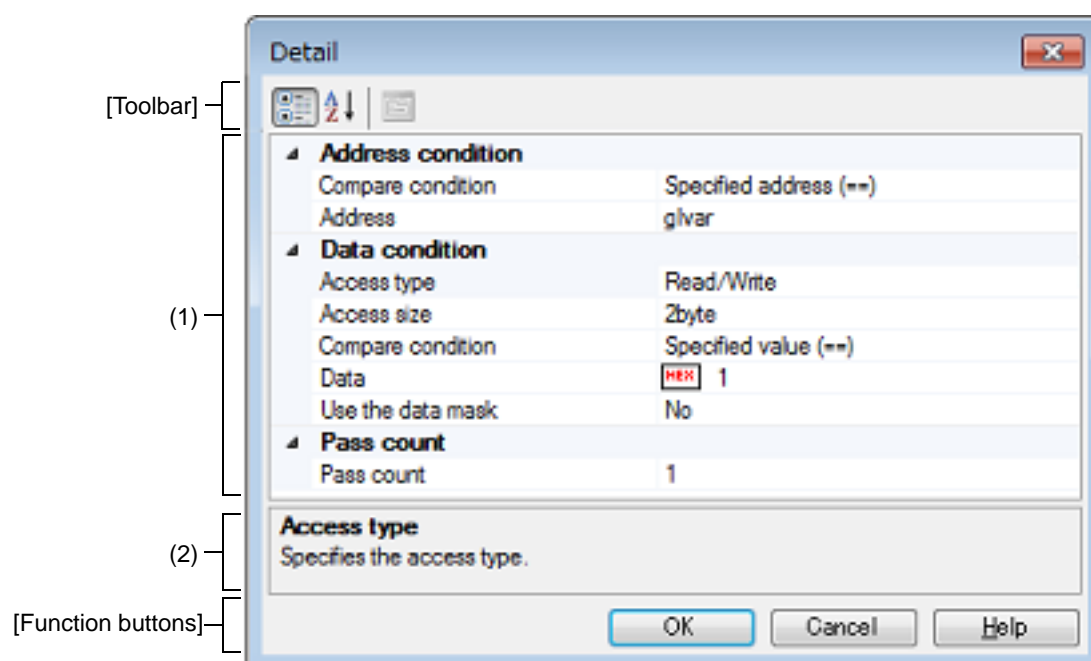 Detail
[Toolbar]
A
Z
(1)
Address condition
Compare condition Specified address (==)
Address glvar
Data condition
Access type Read/Write
Access size 2byte
Compare condition Specified value (==)
Data HEX 1
Use the data mask No
Pass count
Pass count 1
(2)
Access type
Specifies the access type.
[Function buttons]
OK Cancel Help